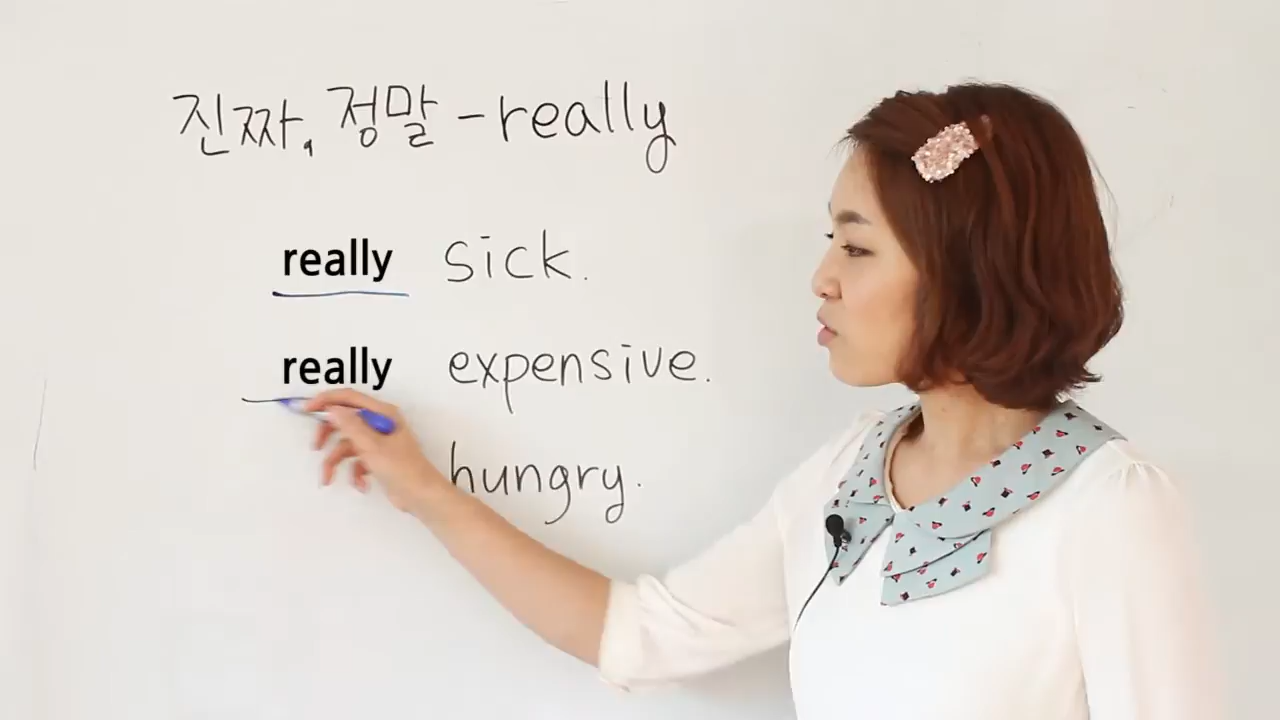 진짜, 정말 - really
really sick.
really expensive.
hungry.